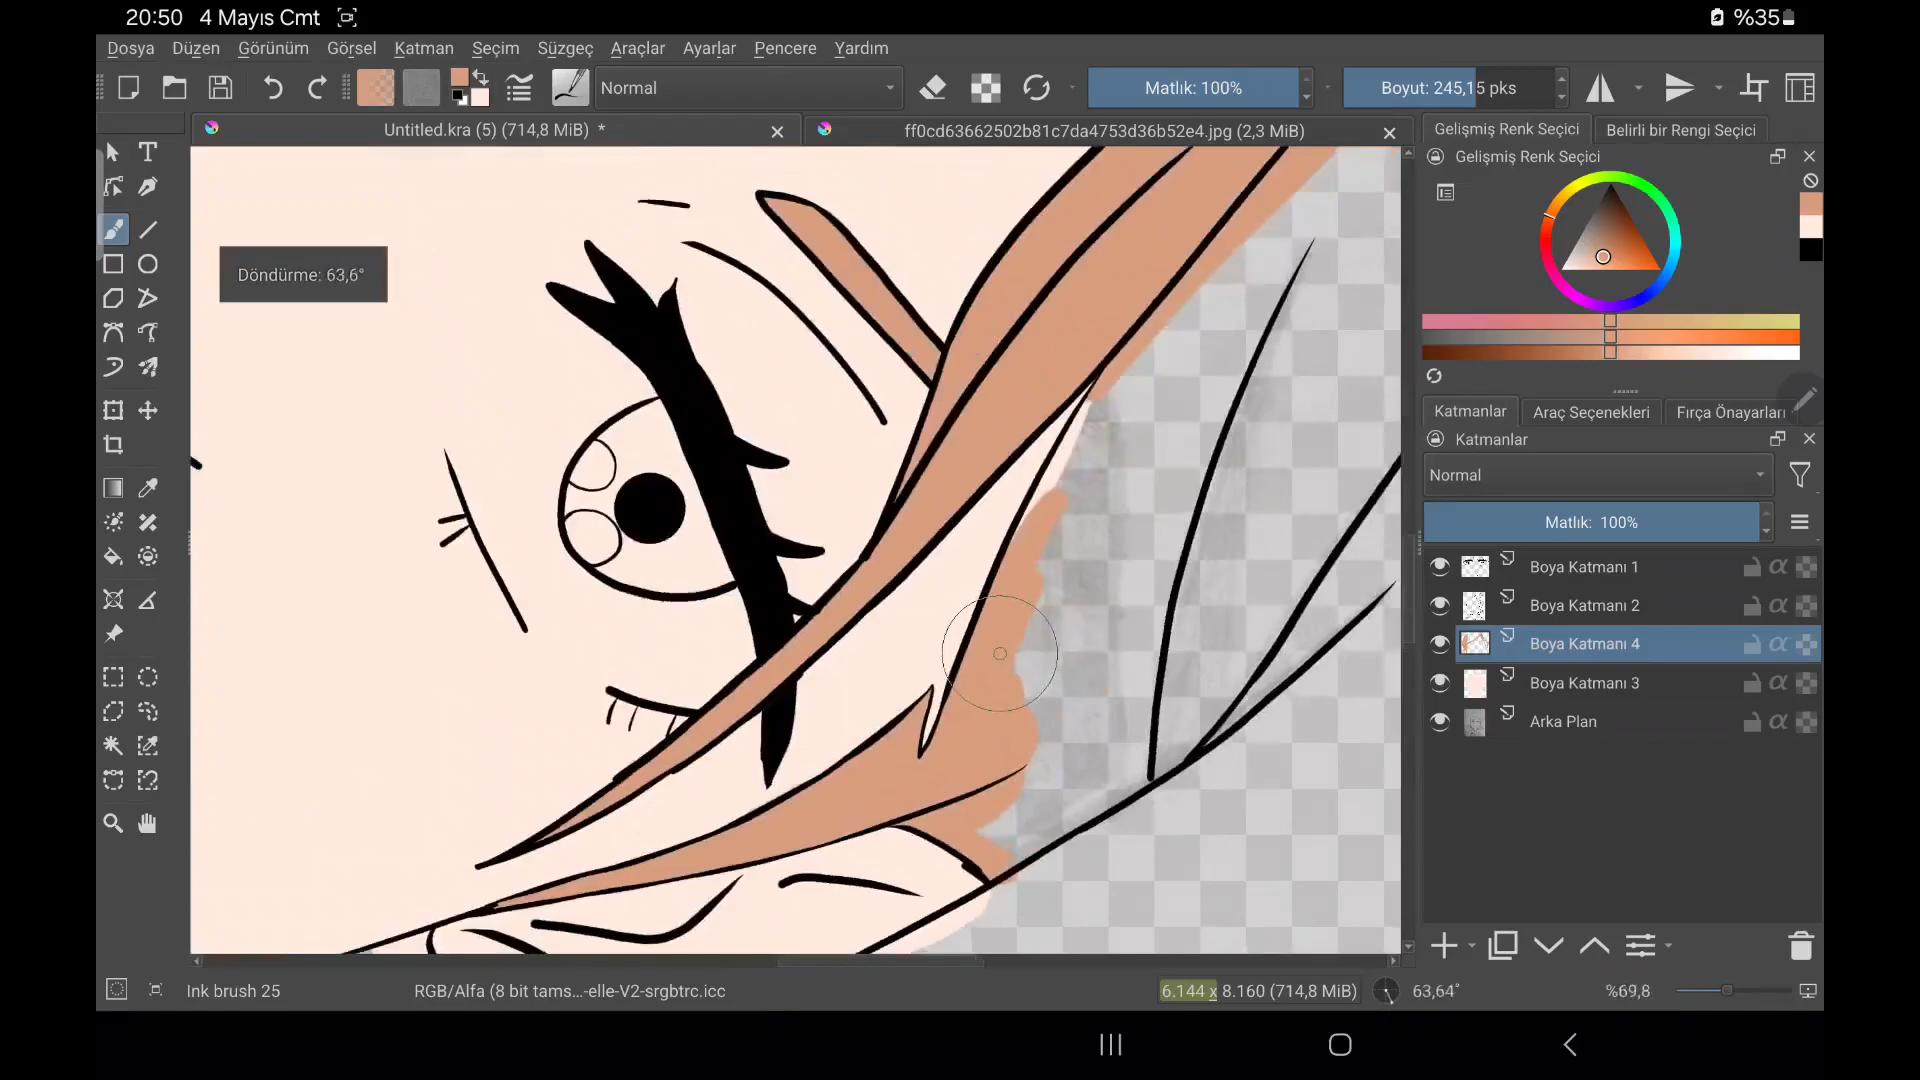 20:50 4 Mayıs Cmt %35
Dosya Düzen Görünüm Görsel Katman Seçim Süzgeç Araçlar Ayarlar Pencere Yardım
Normal Matlık: 100% Boyut: 245,15 pks
Untitled.kra (5) (714,8 MiB) * ff0cd63662502b81c7da4753d36b52e4.jpg (2,3 MiB)
Gelişmiş Renk Seçici Belirli bir Rengi Seçici
Gelişmiş Renk Seçici
Döndürme: 63,6°
Katmanlar Araç Seçenekleri Fırça Önayarları
Katmanlar
Normal
Matlık: 100%
Boya Katmanı 1
Boya Katmanı 2
Boya Katmanı 4
Boya Katmanı 3
Arka Plan
Ink brush 25 RGB/Alfa (8 bit tams...-elle-V2-srgbtrc.icc 6.144 x 8.160 (714,8 MiB) 63,64° %69,8